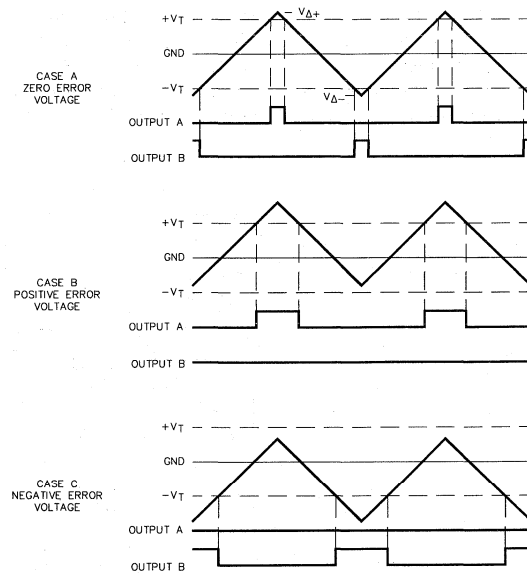 +VT
VΔ+
GND
CASE A
ZERO ERROR
VOLTAGE
-VT
VΔ-
OUTPUT A
OUTPUT B
+VT
GND
CASE B
POSITIVE ERROR
VOLTAGE
-VT
OUTPUT A
OUTPUT B
+VT
GND
CASE C
NEGATIVE ERROR
VOLTAGE
-VT
OUTPUT A
OUTPUT B